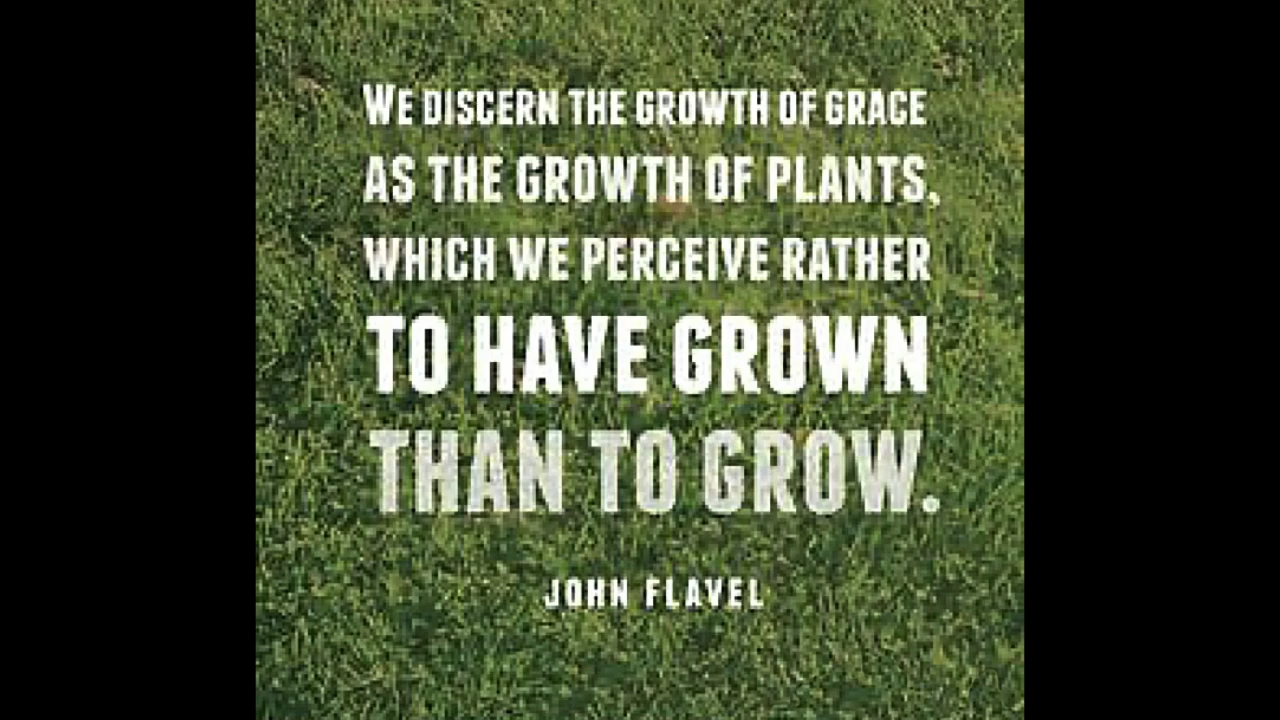 We discern the growth of grace
as the growth of plants,
which we perceive rather
to have grown
than to grow.
John Flavel